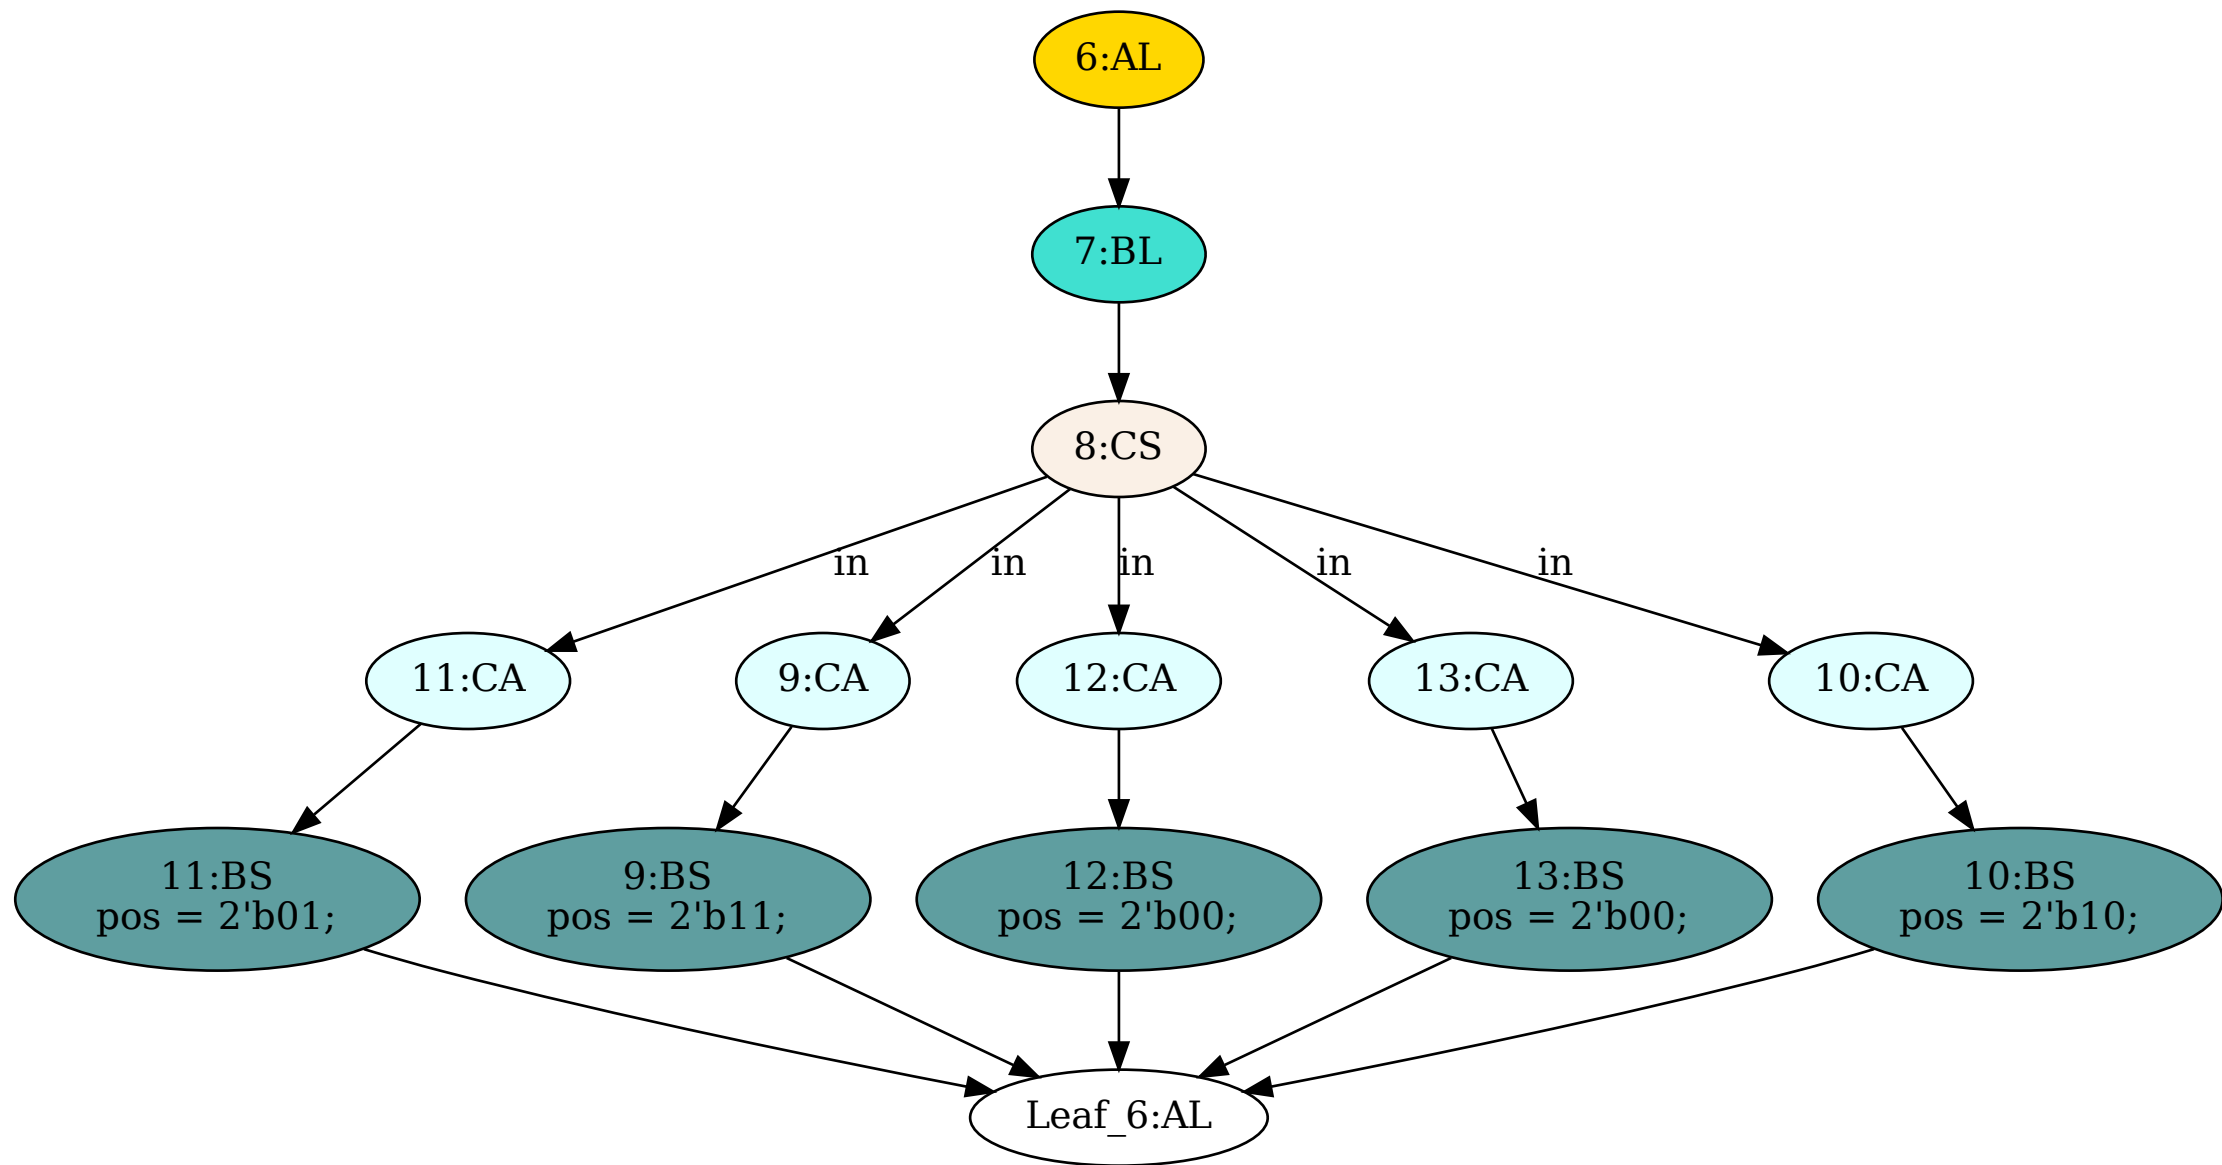 6:AL
7:BL
8:CS
in
in
in
in
in
11:CA
9:CA
12:CA
13:CA
10:CA
11:BS
pos = 2'b01;
9:BS
pos = 2'b11;
12:BS
pos = 2'b00;
13:BS
pos = 2'b00;
10:BS
pos = 2'b10;
Leaf_6:AL